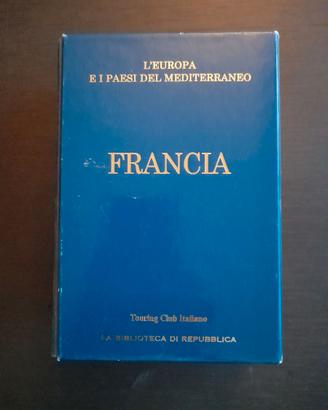 L'EUROPA
E I PAESI DEL MEDITERRANEO
FRANCIA
Touring Club Italiano
LA BIBLIOTECA DI REPUBBLICA